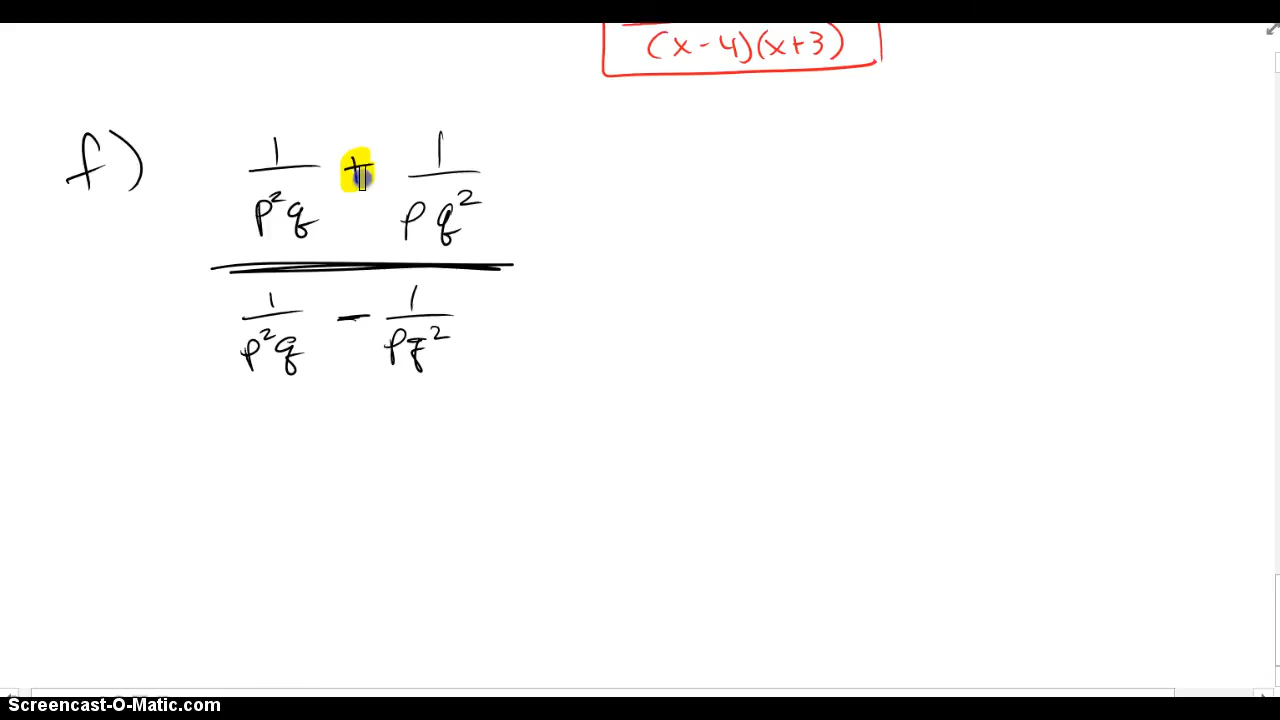 (x-4)(x+3)
f) 1 + 1
p²q pq²
1 - 1
p²q pq²
Screencast-O-Matic.com